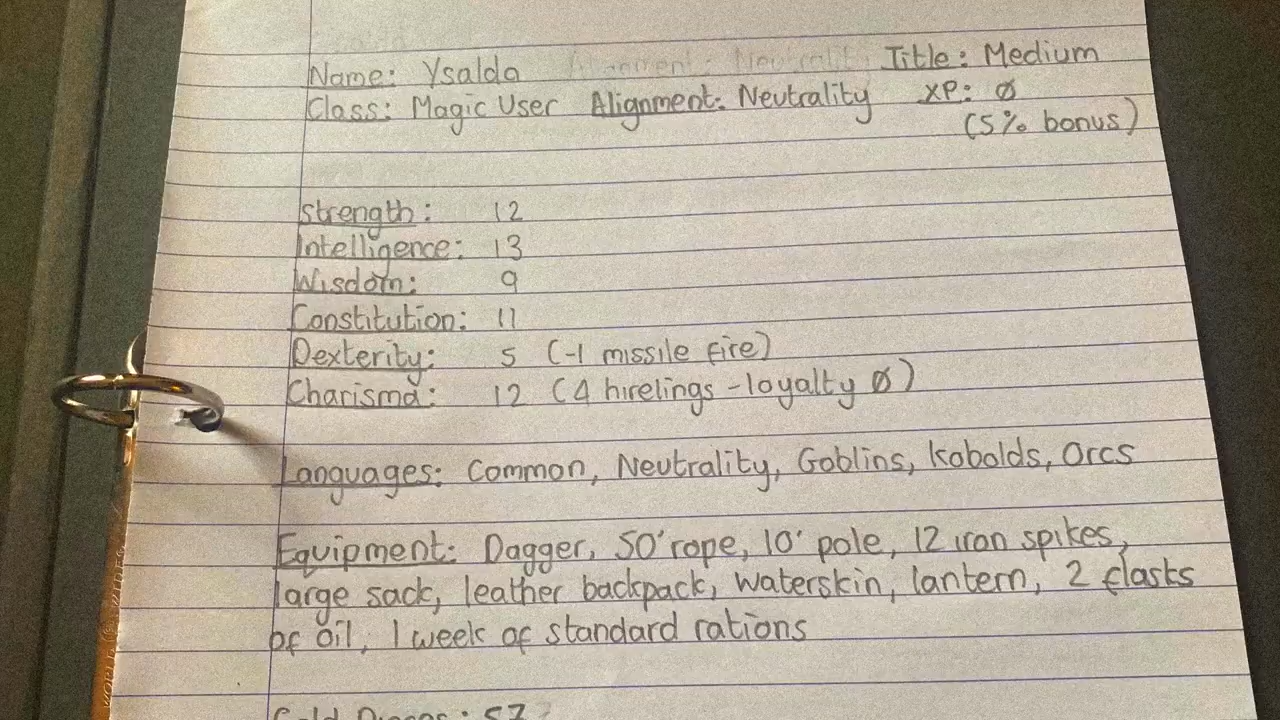 Name: Ysalda Alignment: Neutrality Title: Medium
Class: Magic User Alignment: Neutrality XP: Ø
(5% bonus)
Strength: 12
Intelligence: 13
Wisdom: 9
Constitution: 11
Dexterity: 5 (-1 missile fire)
Charisma: 12 (4 hirelings - loyalty Ø)
Languages: Common, Neutrality, Goblins, Kobolds, Orcs
Equipment: Dagger, 50' rope, 10' pole, 12 iron spikes,
large sack, leather backpack, waterskin, lantern, 2 flasks
of oil, 1 week of standard rations